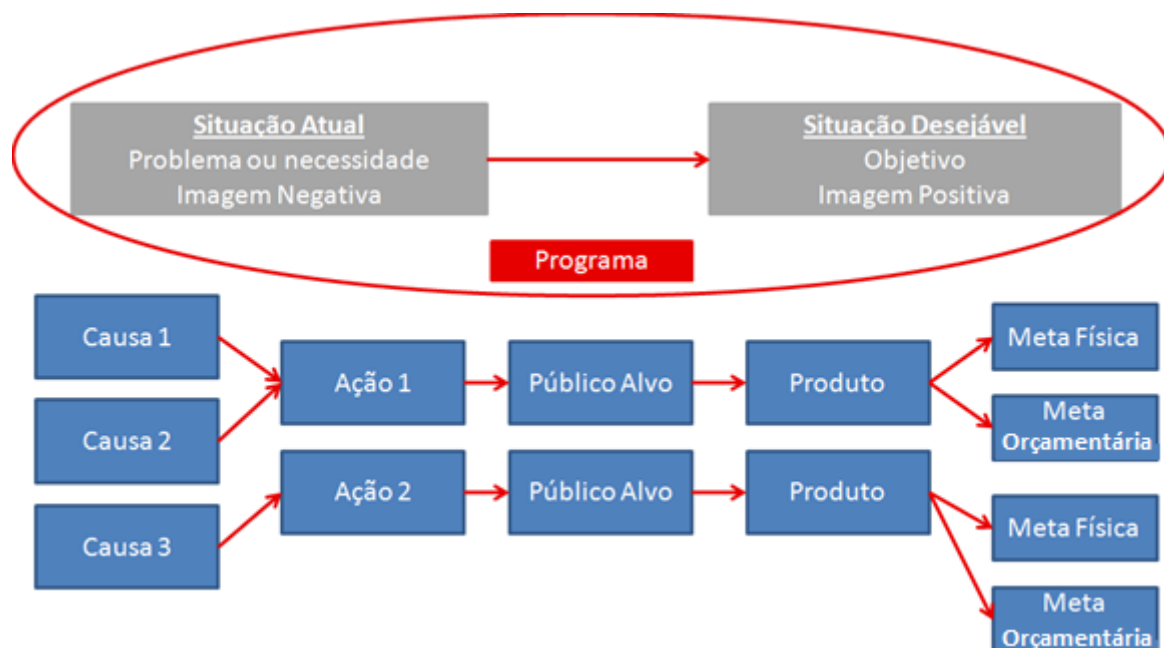 Situação Atual
Problema ou necessidade
Imagem Negativa
Situação Desejável
Objetivo
Imagem Positiva
Programa
Causa 1
Causa 2
Causa 3
Ação 1
Público Alvo
Produto
Meta Física
Meta
Orçamentária
Ação 2
Público Alvo
Produto
Meta Física
Meta
Orçamentária